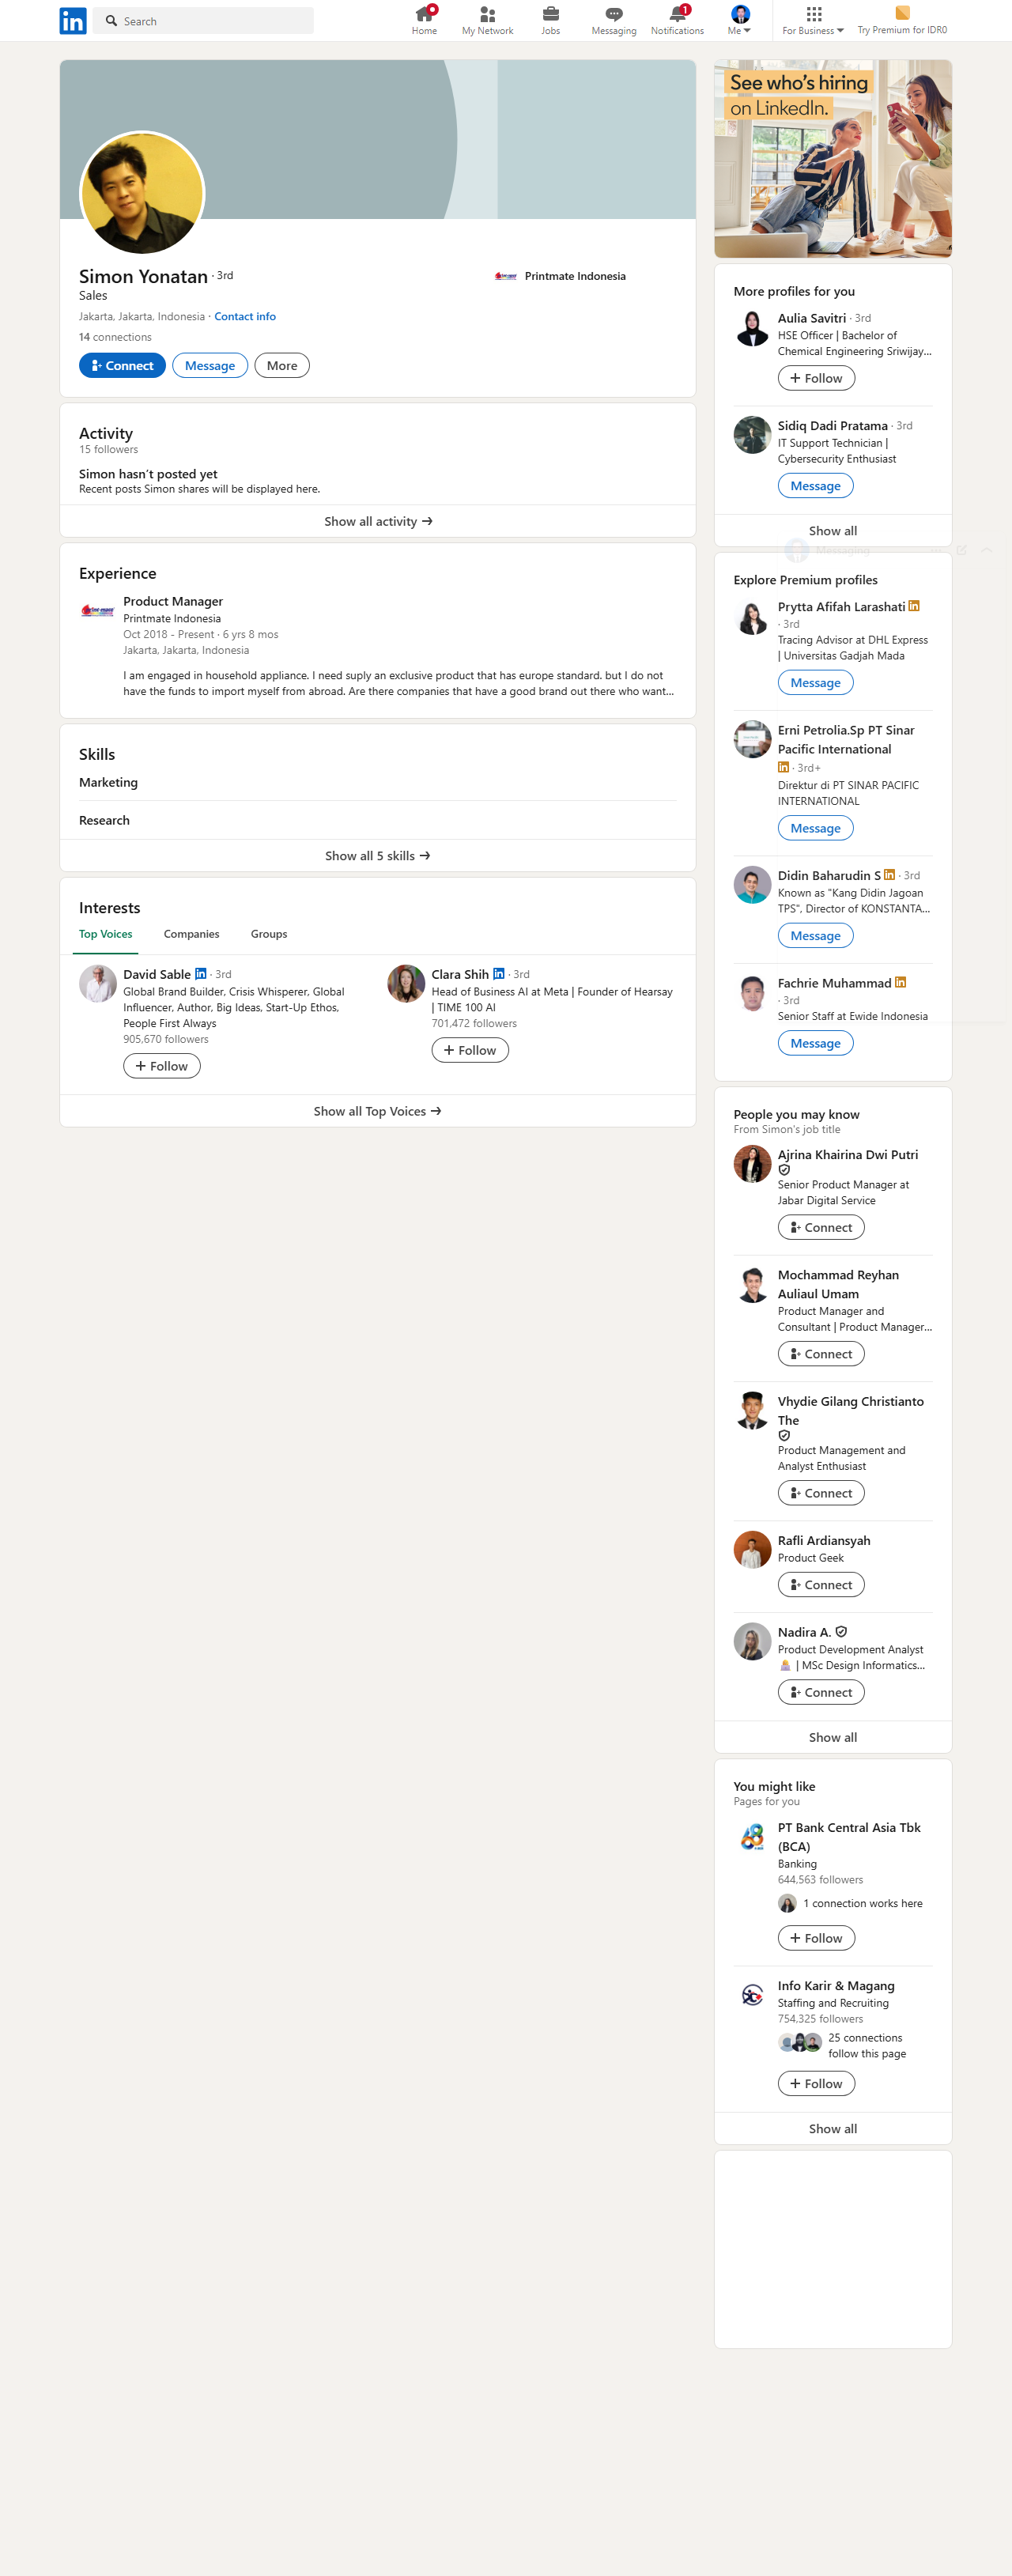 in
Search
Home
My Network
Jobs
Messaging
1
Notifications
Me
For Business
Try Premium for IDR0
Simon Yonatan · 3rd
Sales
Jakarta, Jakarta, Indonesia · Contact info
14 connections
Connect
Message
More
Printmate Indonesia
Activity
15 followers
Simon hasn't posted yet
Recent posts Simon shares will be displayed here.
Show all activity
Experience
Product Manager
Printmate Indonesia
Oct 2018 - Present · 6 yrs 8 mos
Jakarta, Jakarta, Indonesia
I am engaged in household appliance. I need suply an exclusive product that has europe standard. but I do not
have the funds to import myself from abroad. Are there companies that have a good brand out there who want...
Skills
Marketing
Research
Show all 5 skills
Interests
Top Voices
Companies
Groups
David Sable in · 3rd
Global Brand Builder, Crisis Whisperer, Global
Influencer, Author, Big Ideas, Start-Up Ethos,
People First Always
905,670 followers
Follow
Clara Shih in · 3rd
Head of Business AI at Meta | Founder of Hearsay
| TIME 100 AI
701,472 followers
Follow
Show all Top Voices
See who's hiring
on LinkedIn.
More profiles for you
Aulia Savitri · 3rd
HSE Officer | Bachelor of
Chemical Engineering Sriwijay...
Follow
Sidiq Dadi Pratama · 3rd
IT Support Technician |
Cybersecurity Enthusiast
Message
Show all
Messaging
Explore Premium profiles
Prytta Afifah Larashati in
· 3rd
Tracing Advisor at DHL Express
| Universitas Gadjah Mada
Message
Erni Petrolia.Sp PT Sinar
Pacific International
in · 3rd+
Direktur di PT SINAR PACIFIC
INTERNATIONAL
Message
Didin Baharudin S in · 3rd
Known as "Kang Didin Jagoan
TPS", Director of KONSTANTA...
Message
Fachrie Muhammad in
· 3rd
Senior Staff at Ewide Indonesia
Message
People you may know
From Simon's job title
Ajrina Khairina Dwi Putri
Senior Product Manager at
Jabar Digital Service
Connect
Mochammad Reyhan
Auliaul Umam
Product Manager and
Consultant | Product Manager...
Connect
Vhydie Gilang Christianto
The
Product Management and
Analyst Enthusiast
Connect
Rafli Ardiansyah
Product Geek
Connect
Nadira A.
Product Development Analyst
| MSc Design Informatics...
Connect
Show all
You might like
Pages for you
PT Bank Central Asia Tbk
(BCA)
Banking
644,563 followers
1 connection works here
Follow
Info Karir & Magang
Staffing and Recruiting
754,325 followers
25 connections
follow this page
Follow
Show all